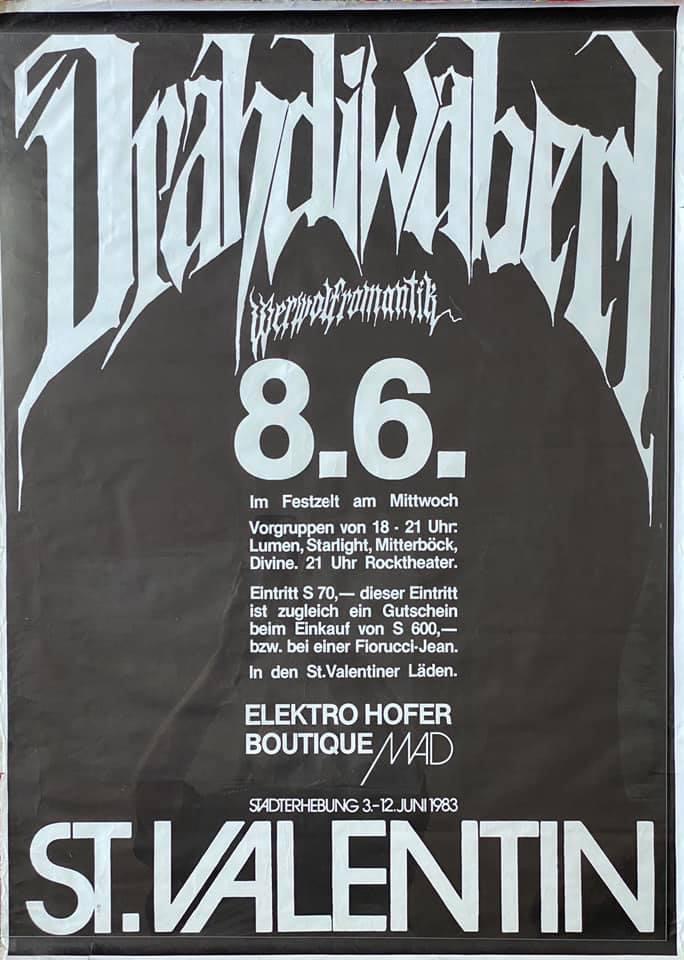 Drahdiwaberl
Werwolfromantik
8.6.
Im Festzelt am Mittwoch
Vorgruppen von 18 - 21 Uhr:
Lumen, Starlight, Mitterböck,
Divine. 21 Uhr Rocktheater.
Eintritt S 70,— dieser Eintritt
ist zugleich ein Gutschein
beim Einkauf von S 600,—
bzw. bei einer Fiorucci-Jean.
In den St.Valentiner Läden.
ELEKTRO HOFER
BOUTIQUE MAD
STADTERHEBUNG 3.-12. JUNI 1983
ST. VALENTIN